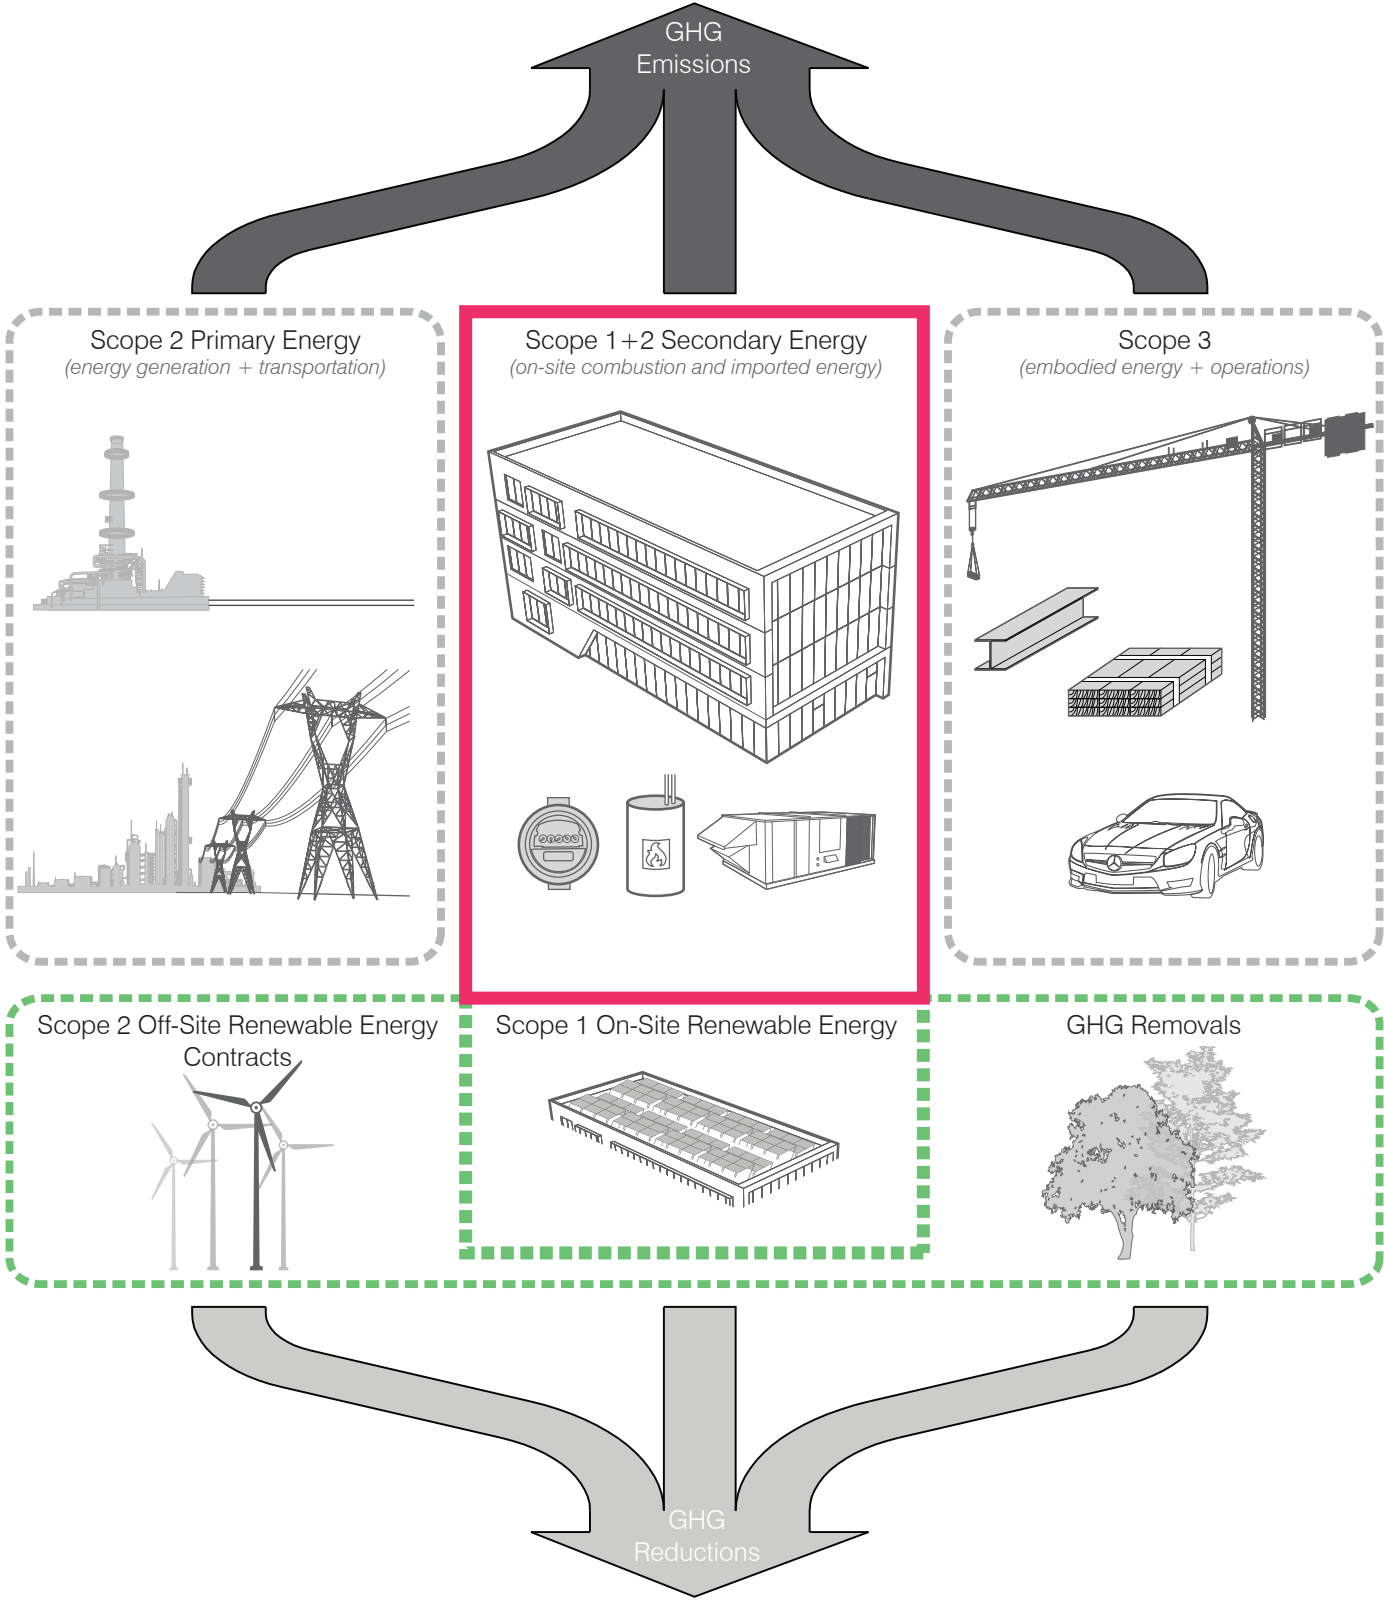 GHG
Emissions
Scope 2 Primary Energy
(energy generation + transportation)
Scope 1+2 Secondary Energy
(on-site combustion and imported energy)
Scope 3
(embodied energy + operations)
Scope 2 Off-Site Renewable Energy
Contracts
Scope 1 On-Site Renewable Energy
GHG Removals
GHG
Reductions